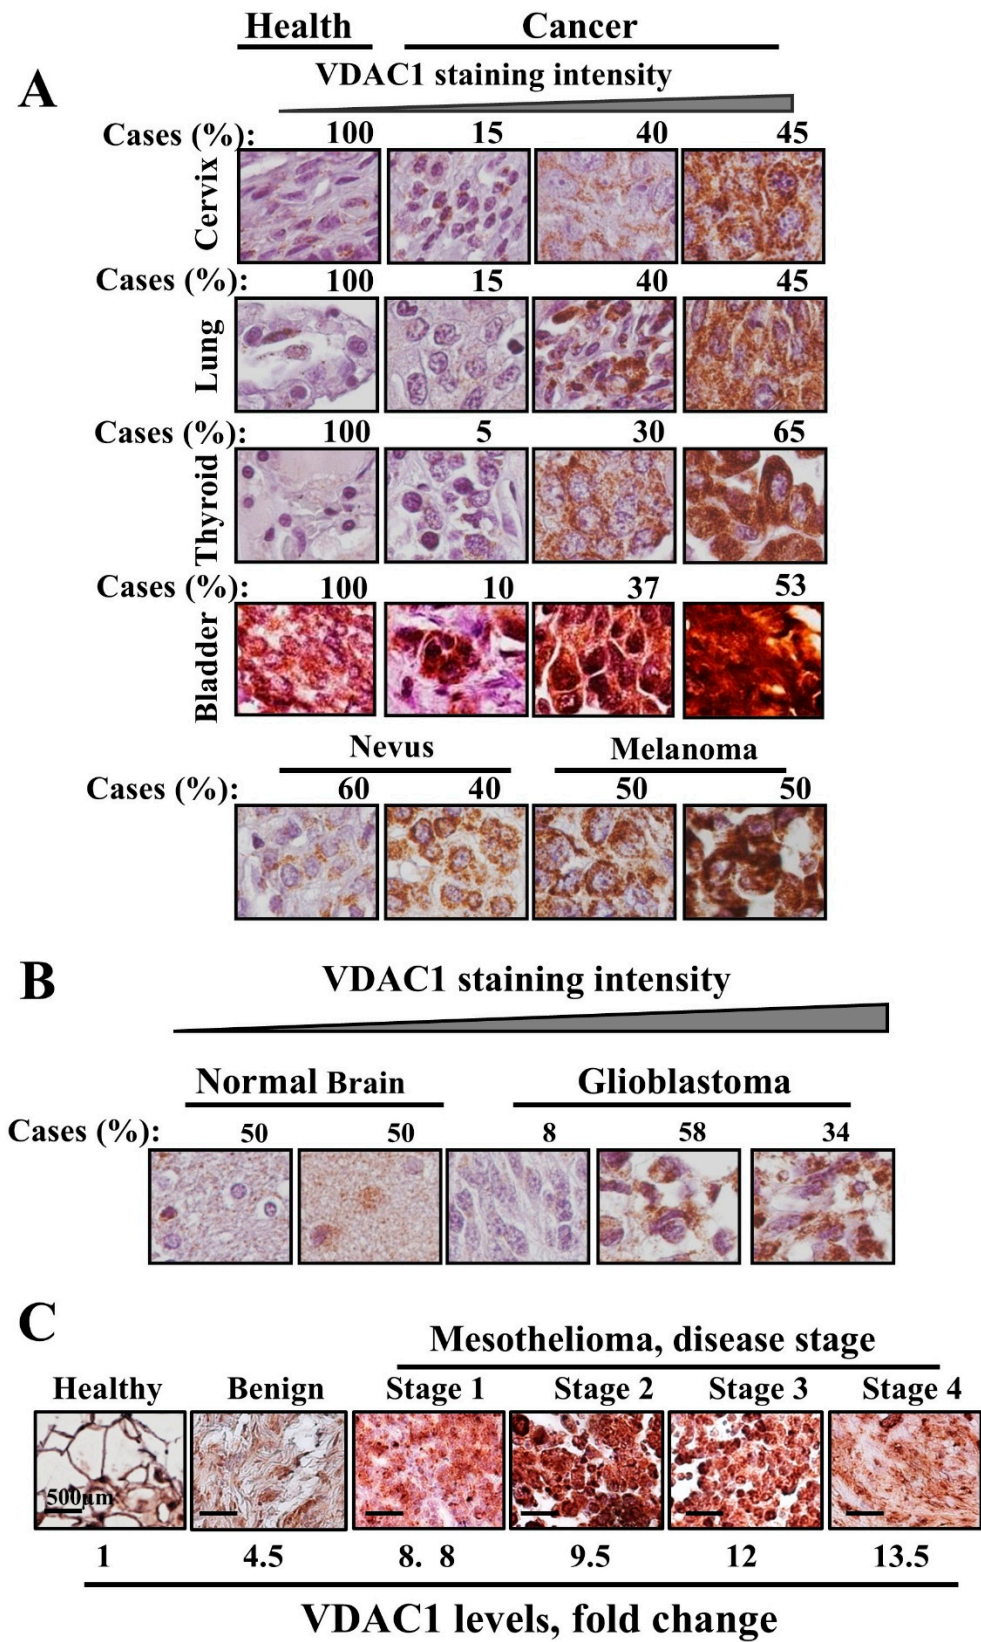 Health Cancer
A
VDAC1 staining intensity
Cases (%): 100 15 40 45
Cervix
Cases (%): 100 15 40 45
Lung
Cases (%): 100 5 30 65
Thyroid
Cases (%): 100 10 37 53
Bladder
Nevus Melanoma
Cases (%): 60 40 50 50
B
VDAC1 staining intensity
Normal Brain Glioblastoma
Cases (%): 50 50 8 58 34
C
Mesothelioma, disease stage
Healthy Benign Stage 1 Stage 2 Stage 3 Stage 4
500μm
1 4.5 8. 8 9.5 12 13.5
VDAC1 levels, fold change